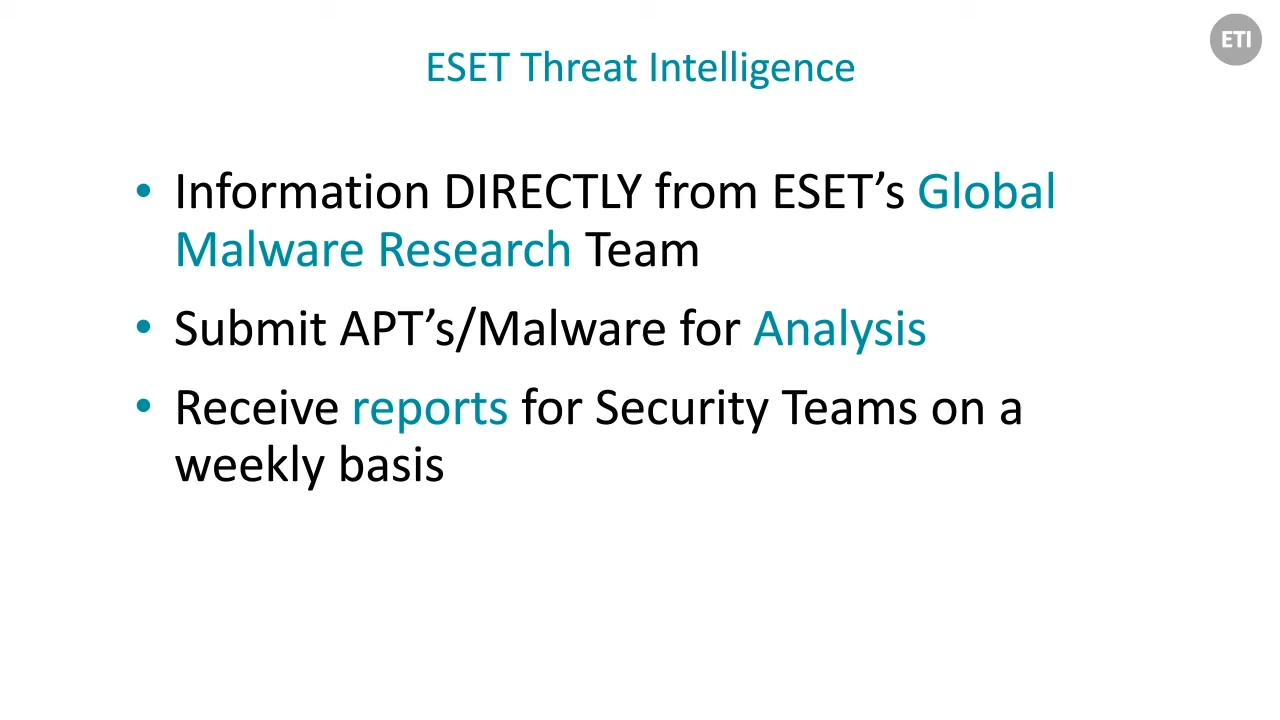 ETI
ESET Threat Intelligence
• Information DIRECTLY from ESET’s Global
Malware Research Team
• Submit APT’s/Malware for Analysis
• Receive reports for Security Teams on a
weekly basis